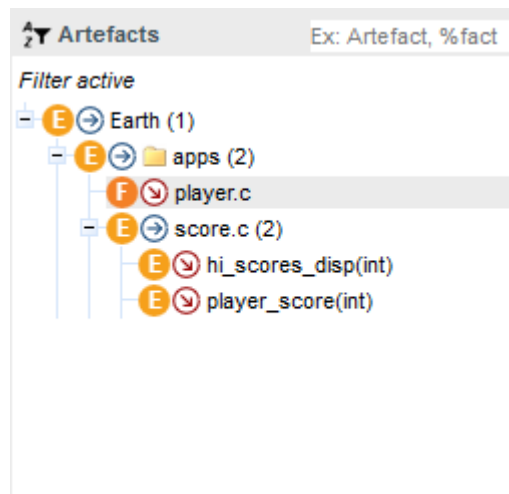 Artefacts Ex: Artefact, %fact
Filter active
E Earth (1)
E apps (2)
F player.c
E score.c (2)
E hi_scores_disp(int)
E player_score(int)